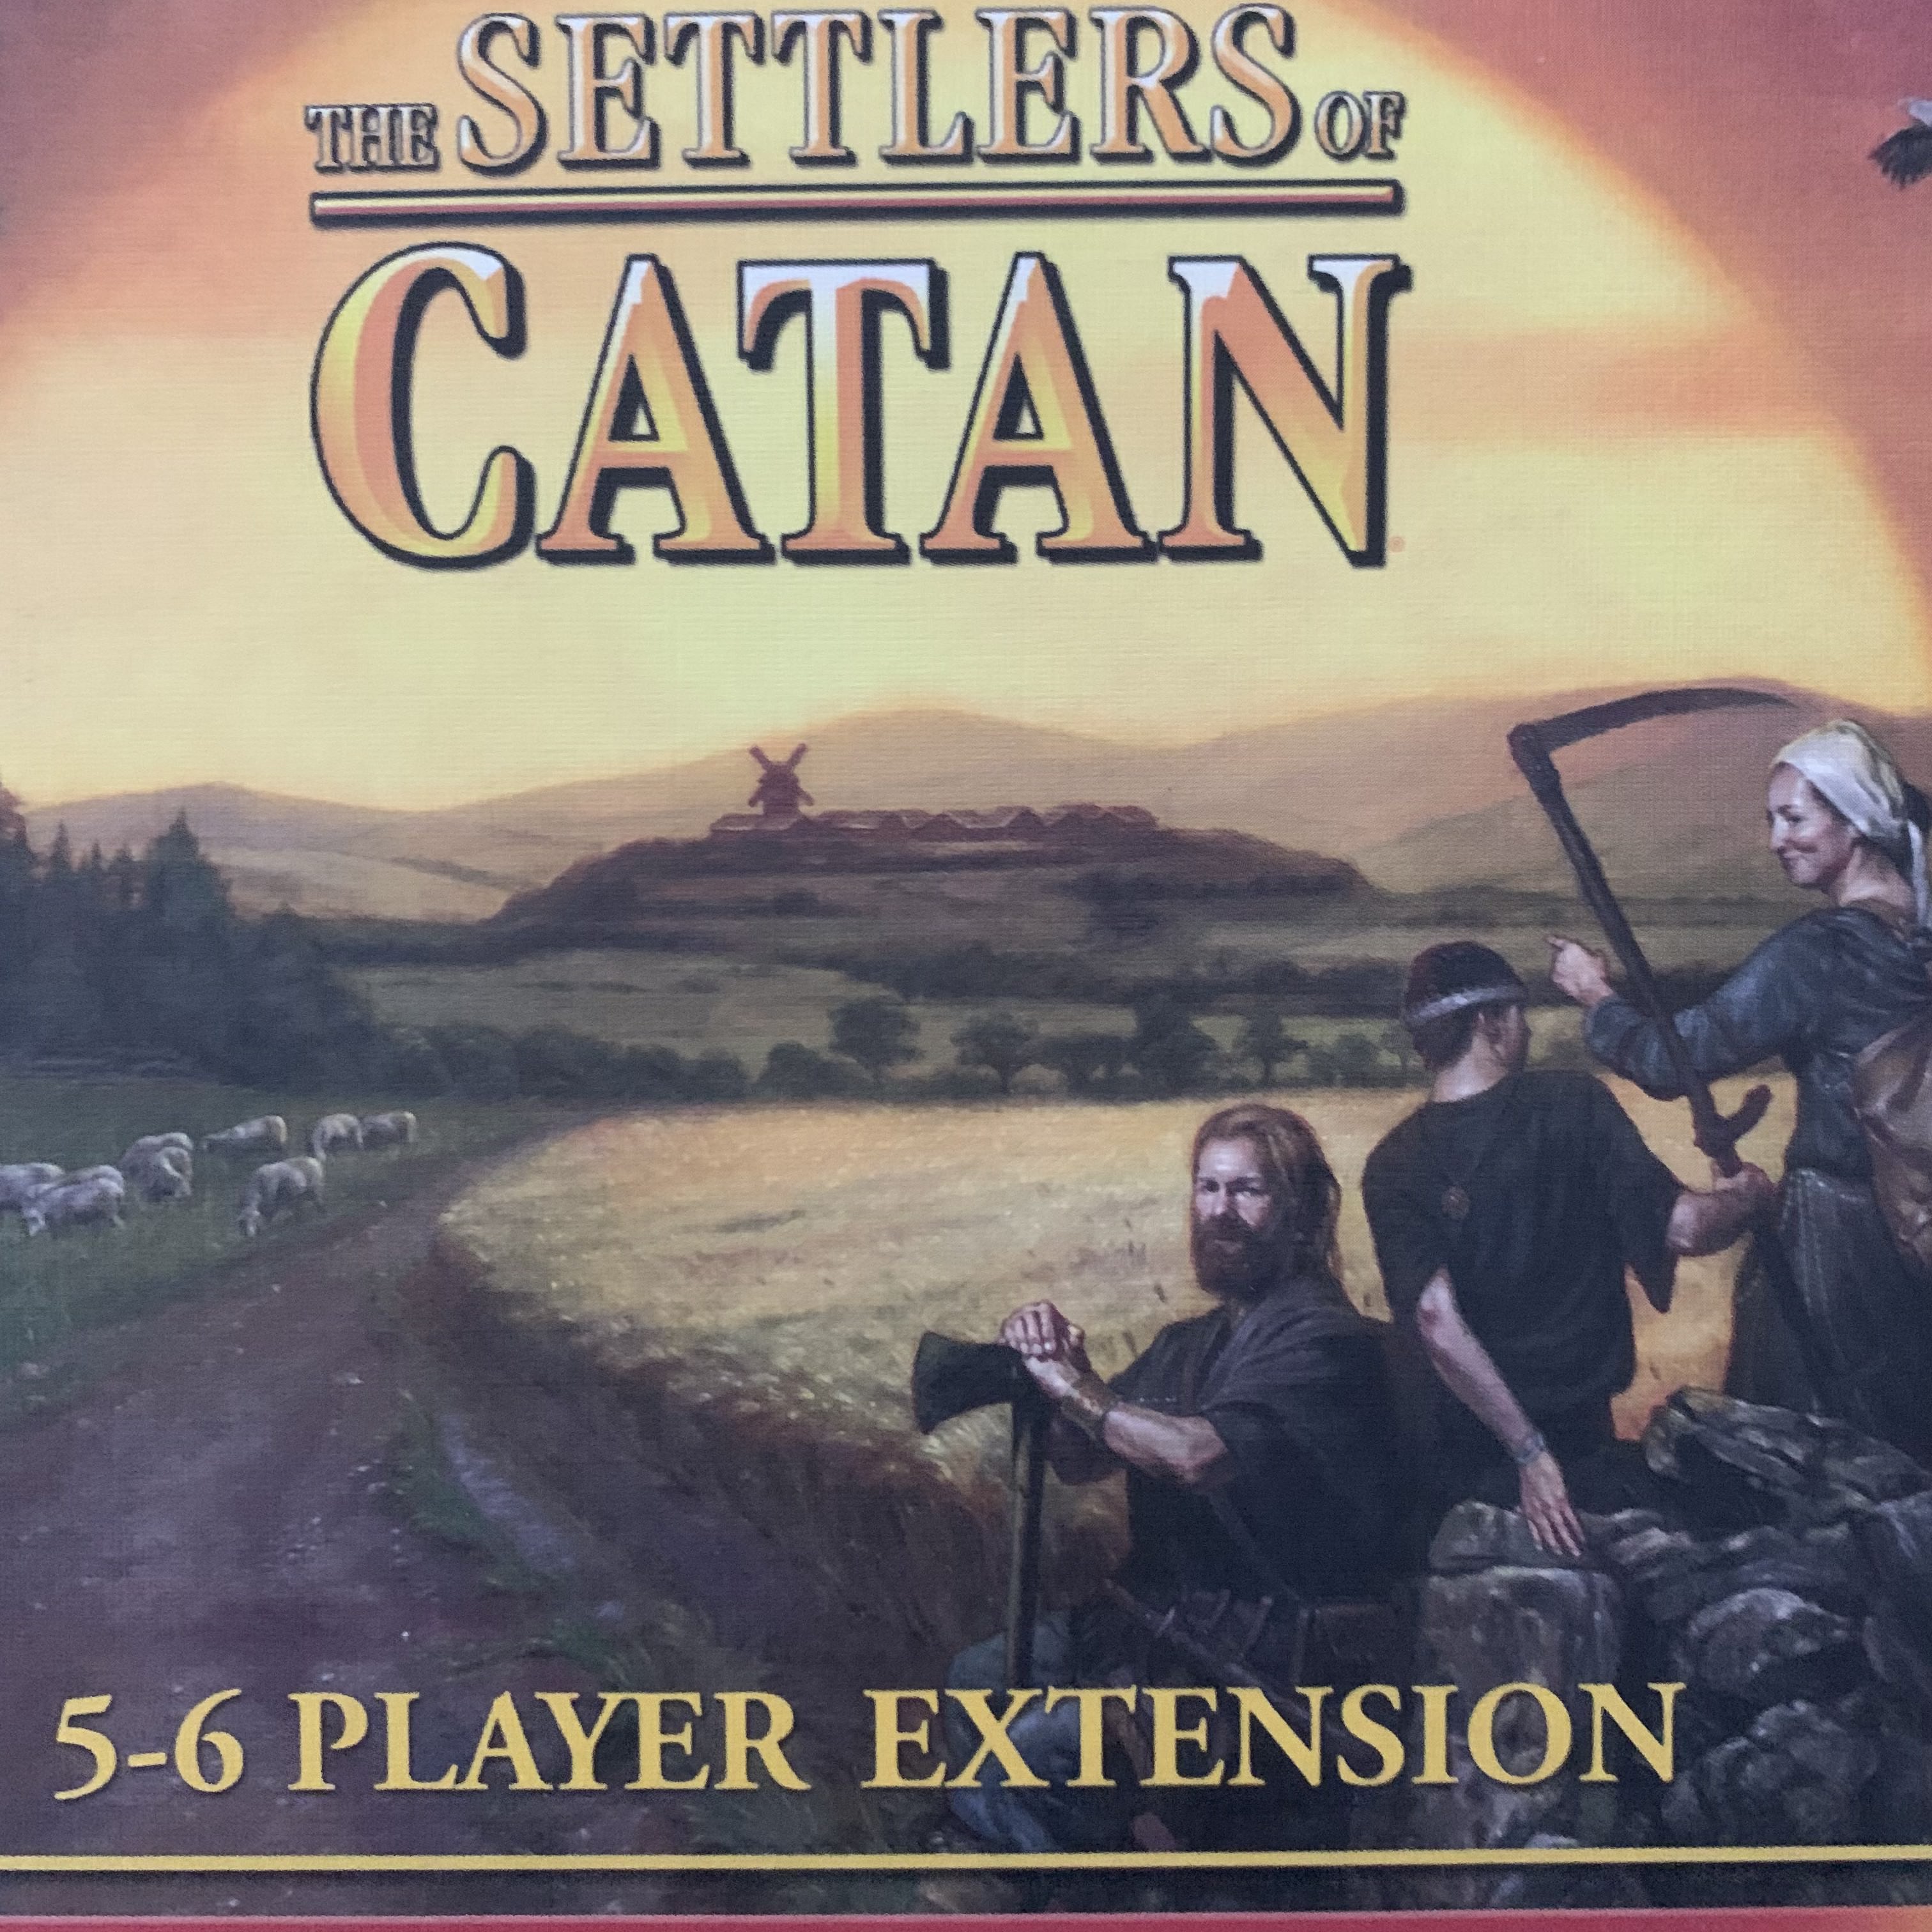 THE SETTLERS OF
CATAN®
5-6 PLAYER EXTENSION